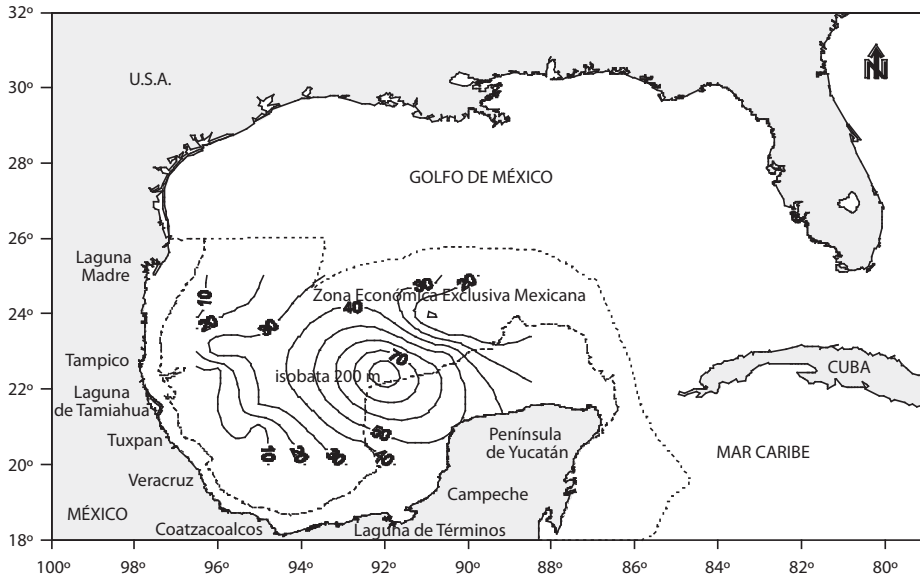 32º
30º
28º
26º
24º
22º
20º
18º
U.S.A.
N
GOLFO DE MÉXICO
Laguna
Madre
Zona Económica Exclusiva Mexicana
10
20
30
40
30
20
70
isobata 200 m
Tampico
Laguna
de Tamiahua
Tuxpan
Veracruz
MÉXICO
Coatzacoalcos
10
20
30
40
50
Península
de Yucatán
Campeche
Laguna de Términos
CUBA
MAR CARIBE
100º
98º
96º
94º
92º
90º
88º
86º
84º
82º
80º